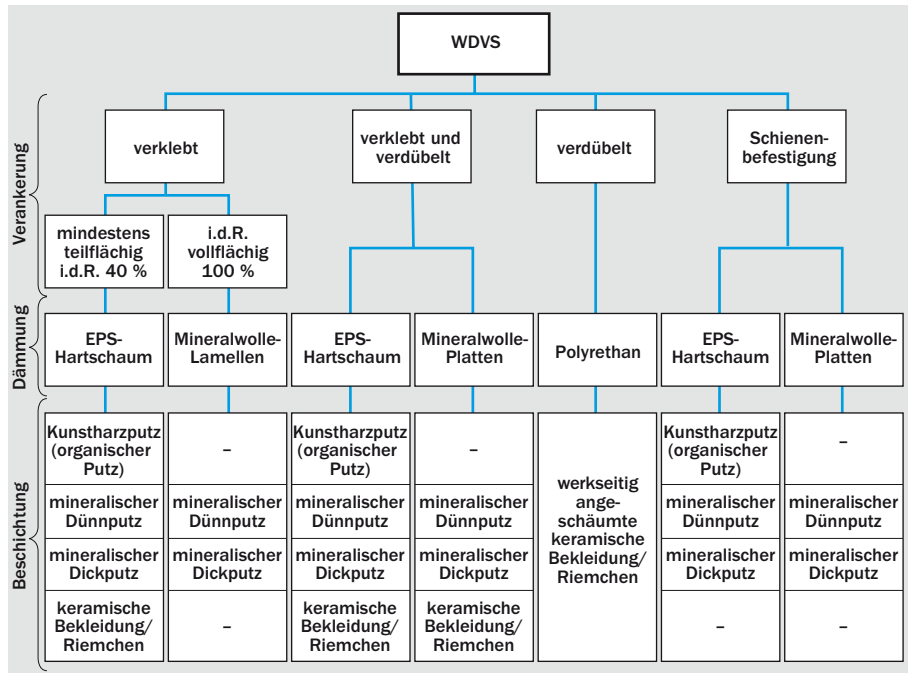 WDVS
Verankerung
verklebt
verklebt und
verdübelt
verdübelt
Schienen-
befestigung
mindestens
teilflächig
i.d.R. 40 %
i.d.R.
vollflächig
100 %
Dämmung
EPS-
Hartschaum
Mineralwolle-
Lamellen
EPS-
Hartschaum
Mineralwolle-
Platten
Polyrethan
EPS-
Hartschaum
Mineralwolle-
Platten
Beschichtung
Kunstharzputz
(organischer
Putz)
–
Kunstharzputz
(organischer
Putz)
–
werkseitig
ange-
schäumte
keramische
Bekleidung/
Riemchen
Kunstharzputz
(organischer
Putz)
–
mineralischer
Dünnputz
mineralischer
Dünnputz
mineralischer
Dünnputz
mineralischer
Dünnputz
mineralischer
Dünnputz
mineralischer
Dünnputz
mineralischer
Dickputz
mineralischer
Dickputz
mineralischer
Dickputz
mineralischer
Dickputz
mineralischer
Dickputz
mineralischer
Dickputz
keramische
Bekleidung/
Riemchen
–
keramische
Bekleidung/
Riemchen
keramische
Bekleidung/
Riemchen
–
–